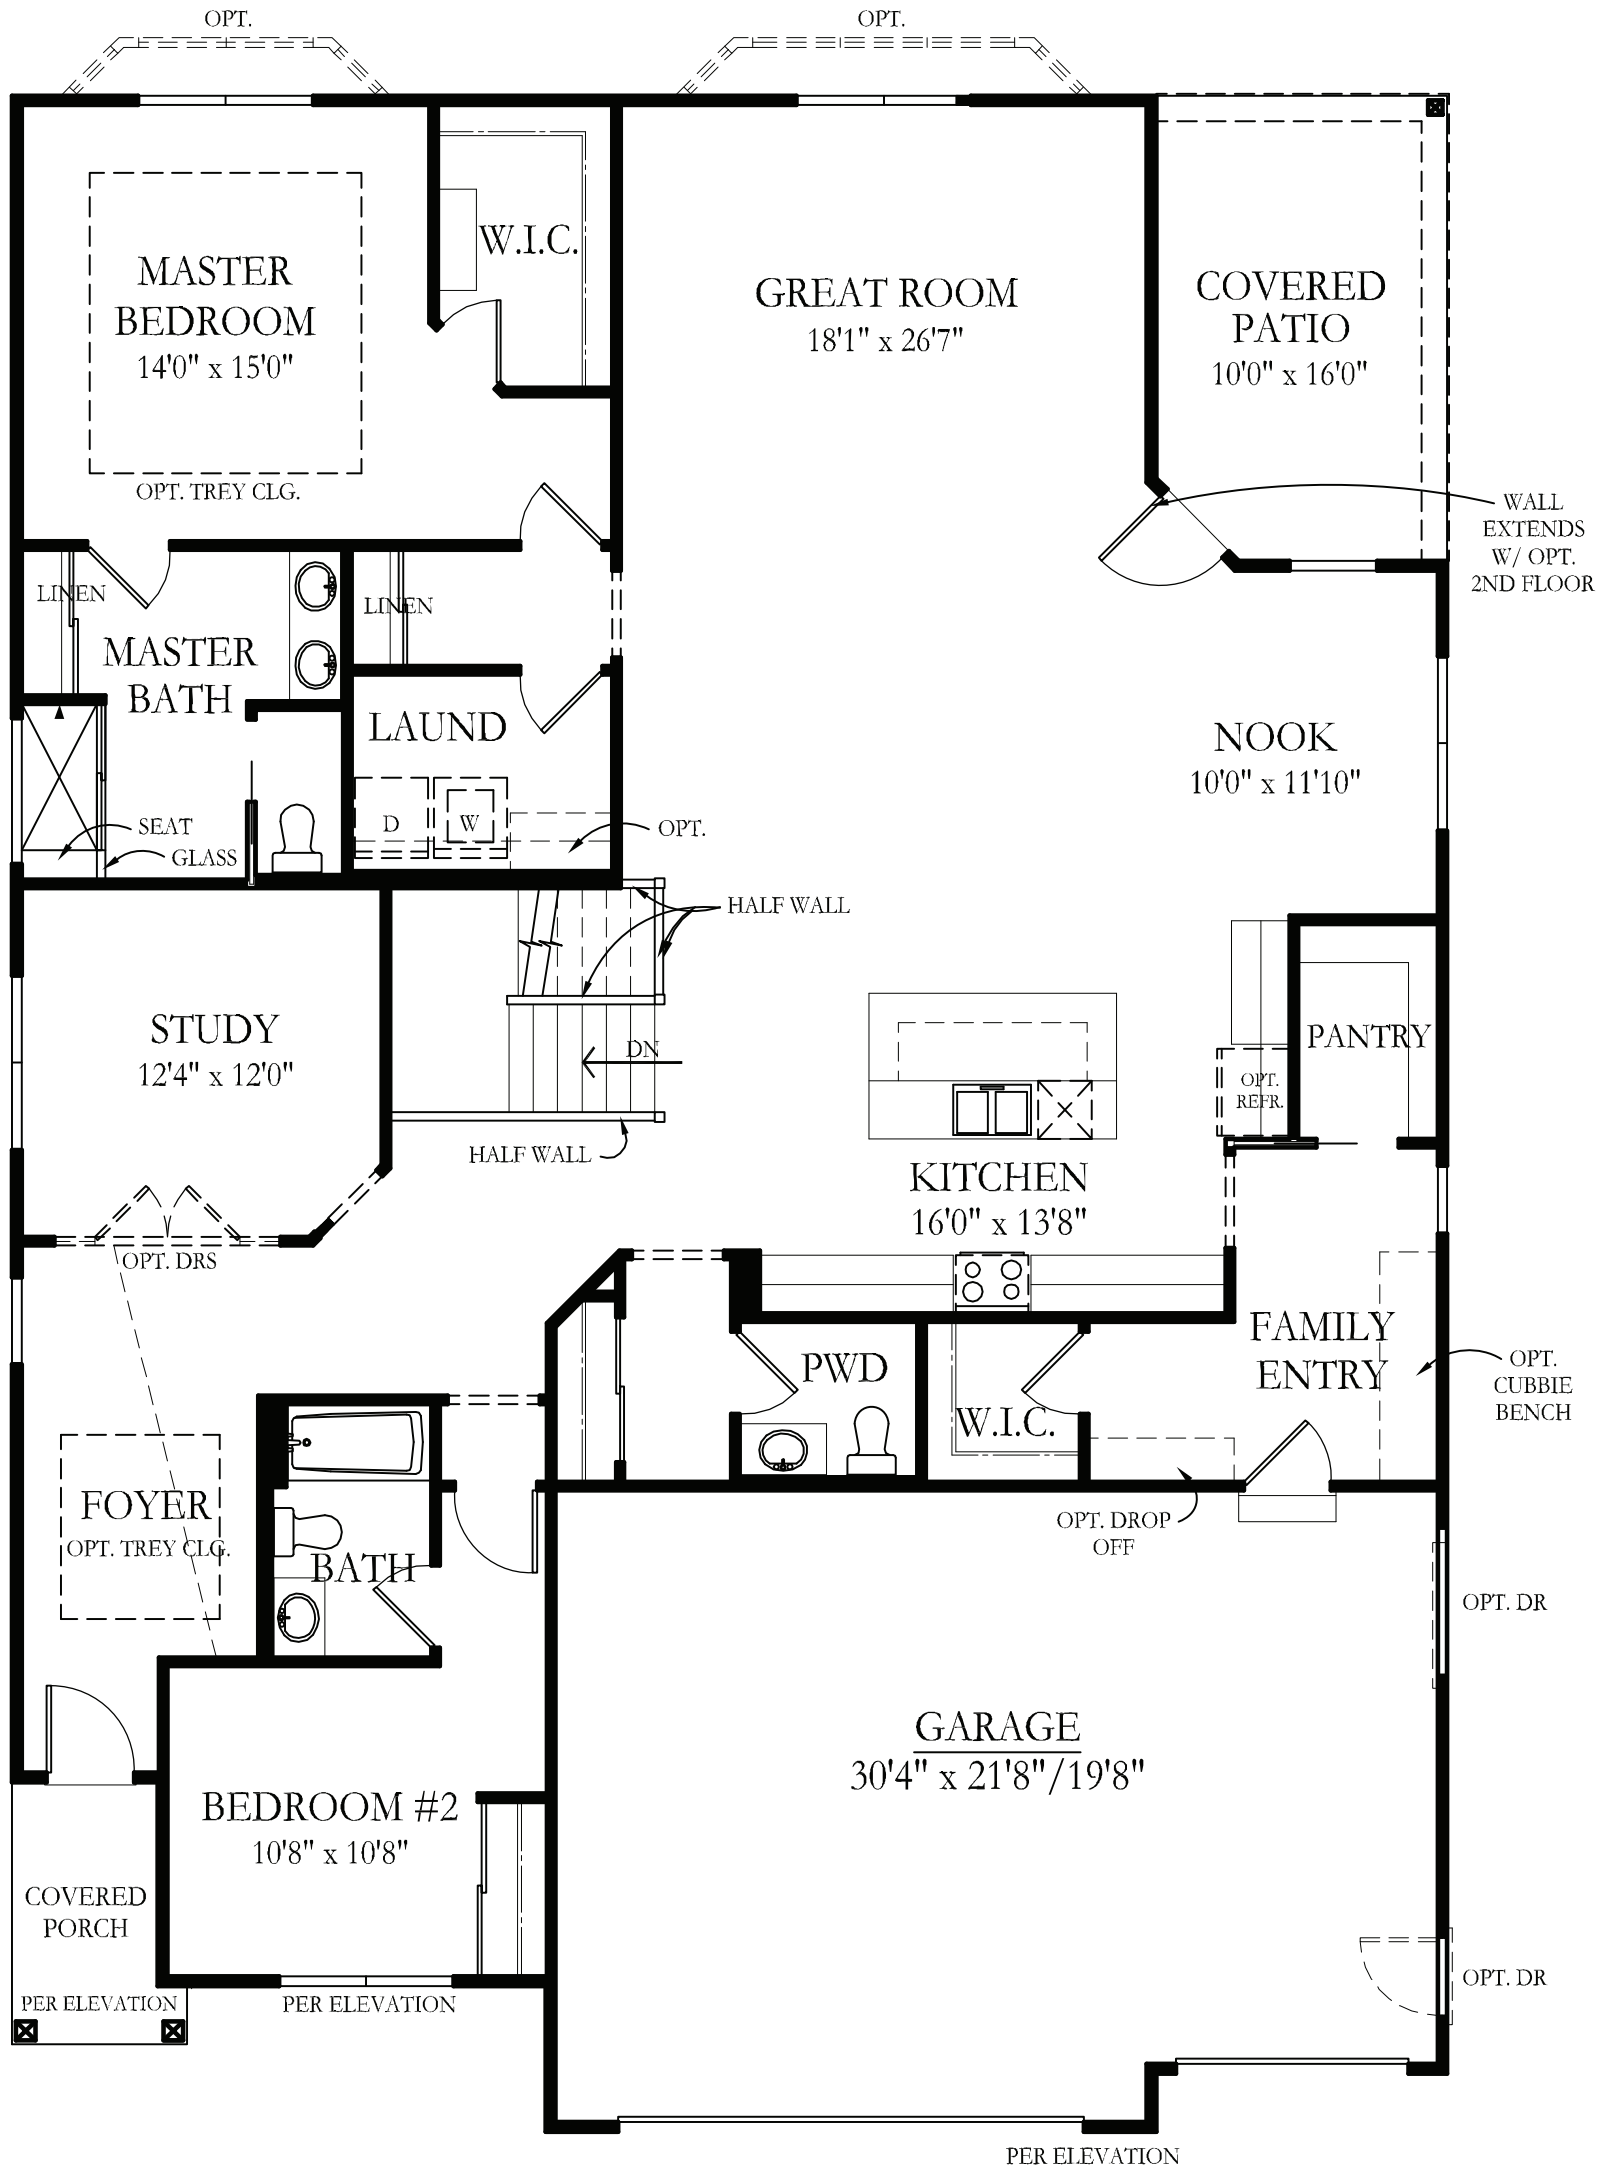 OPT.
OPT.
W.I.C.
MASTER
BEDROOM
14'0" x 15'0"
OPT. TREY CLG.
GREAT ROOM
18'1" x 26'7"
COVERED
PATIO
10'0" x 16'0"
WALL
EXTENDS
W/ OPT.
2ND FLOOR
LINEN
LINEN
MASTER
BATH
LAUND
D
W
OPT.
SEAT
GLASS
NOOK
10'0" x 11'10"
HALF WALL
STUDY
12'4" x 12'0"
DN
HALF WALL
PANTRY
OPT.
REFR.
KITCHEN
16'0" x 13'8"
OPT. DRS
FAMILY
ENTRY
OPT.
CUBBIE
BENCH
PWD
W.I.C.
FOYER
OPT. TREY CLG.
BATH
OPT. DROP
OFF
OPT. DR
GARAGE
30'4" x 21'8"/19'8"
BEDROOM #2
10'8" x 10'8"
COVERED
PORCH
OPT. DR
PER ELEVATION
PER ELEVATION
PER ELEVATION